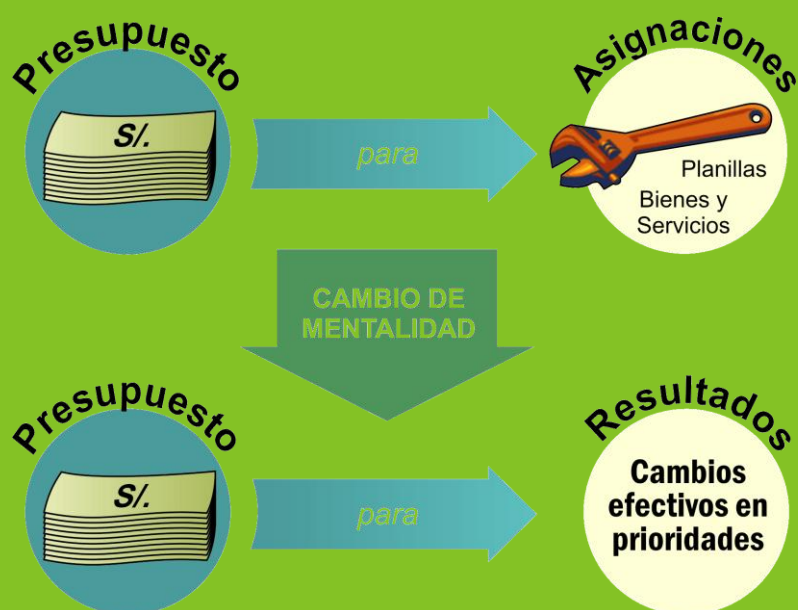 Presupuesto
S/.
para
Asignaciones
Planillas
Bienes y
Servicios
CAMBIO DE
MENTALIDAD
Presupuesto
S/.
para
Resultados
Cambios
efectivos en
prioridades